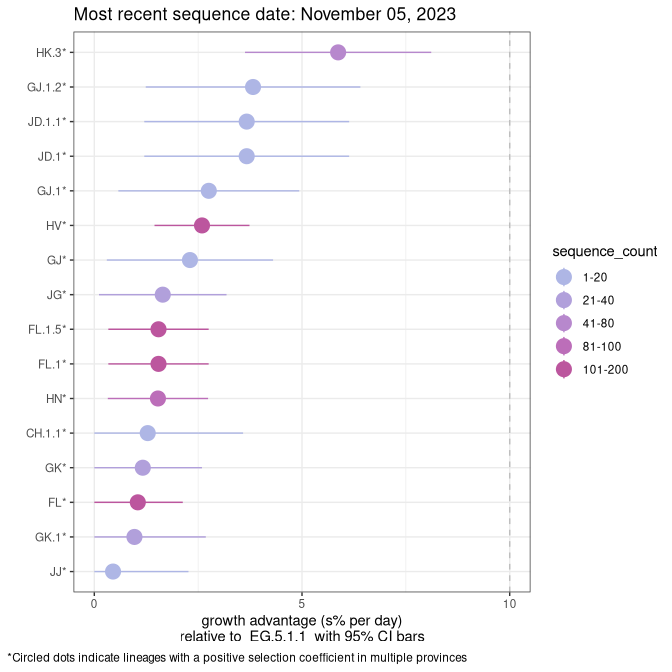 Most recent sequence date: November 05, 2023
HK.3*
GJ.1.2*
JD.1.1*
JD.1*
GJ.1*
HV*
GJ*
JG*
FL.1.5*
FL.1*
HN*
CH.1.1*
GK*
FL*
GK.1*
JJ*
0 5 10
growth advantage (s% per day)
relative to EG.5.1.1 with 95% CI bars
*Circled dots indicate lineages with a positive selection coefficient in multiple provinces
sequence_count
1-20
21-40
41-80
81-100
101-200